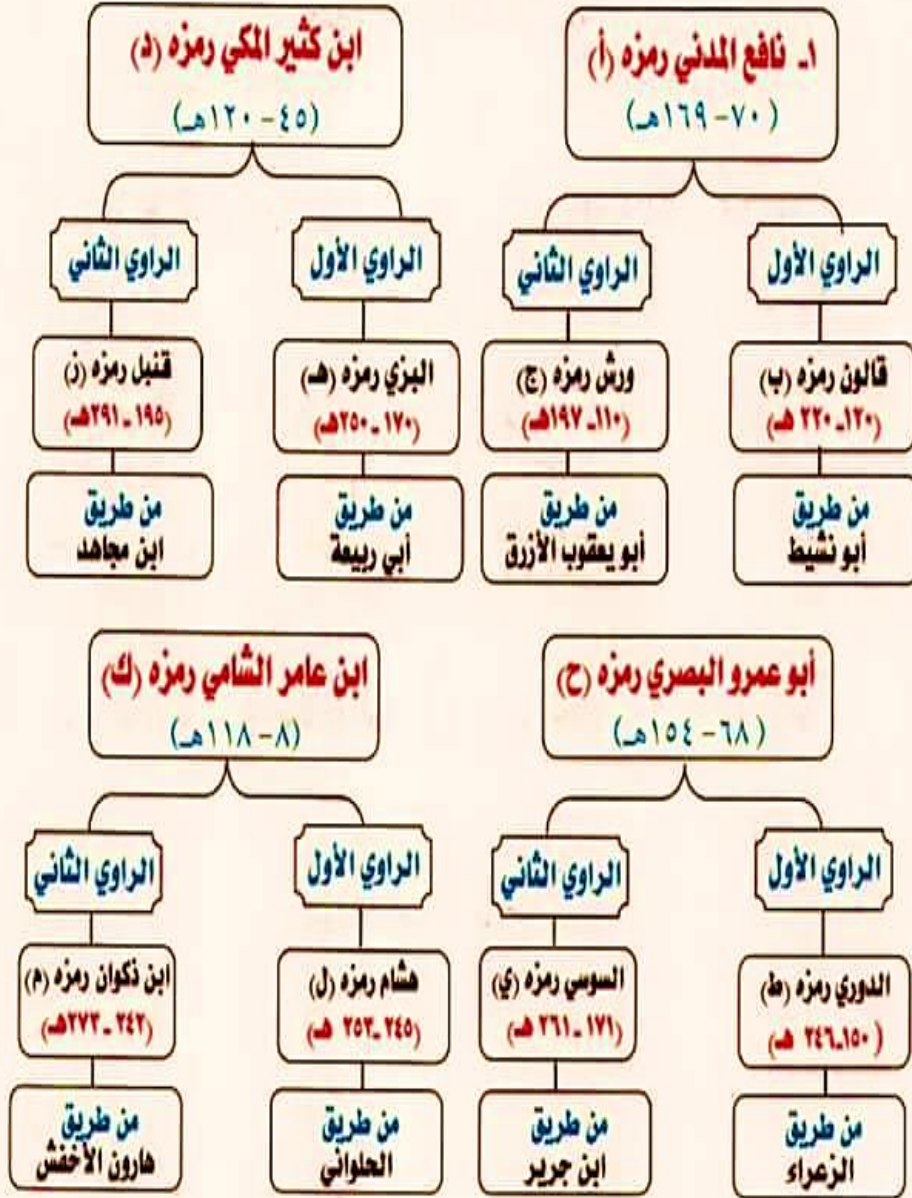 ١ـ نافع المدني رمزه (أ)
(٧٠ – ١٦٩هـ)
الراوي الأول
قالون رمزه (ب)
(١٢٠ـ ٢٢٠ هـ)
من طريق
أبو نشيط
الراوي الثاني
ورش رمزه (ج)
(١١٠ـ ١٩٧هـ)
من طريق
أبو يعقوب الأزرق
ابن كثير المكي رمزه (د)
(٤٥ – ١٢٠هـ)
الراوي الأول
البزي رمزه (هـ)
(١٧٠ ـ ٢٥٠هـ)
من طريق
أبي ربيعة
الراوي الثاني
قنبل رمزه (ز)
(١٩٥ ـ ٢٩١هـ)
من طريق
ابن مجاهد
أبو عمرو البصري رمزه (ح)
(٦٨ – ١٥٤هـ)
الراوي الأول
الدوري رمزه (ط)
(١٥٠ـ ٢٤٦ هـ)
من طريق
الزعراء
الراوي الثاني
السوسي رمزه (ي)
(١٧١ ـ ٢٦١ هـ)
من طريق
ابن جرير
ابن عامر الشامي رمزه (ك)
(٨ – ١١٨هـ)
الراوي الأول
هشام رمزه (ل)
(٢٤٥ـ ٢٥٣ هـ)
من طريق
الحلواني
الراوي الثاني
ابن ذكوان رمزه (م)
(٢٤٢ ـ ٢٧٣هـ)
من طريق
هارون الأخفش